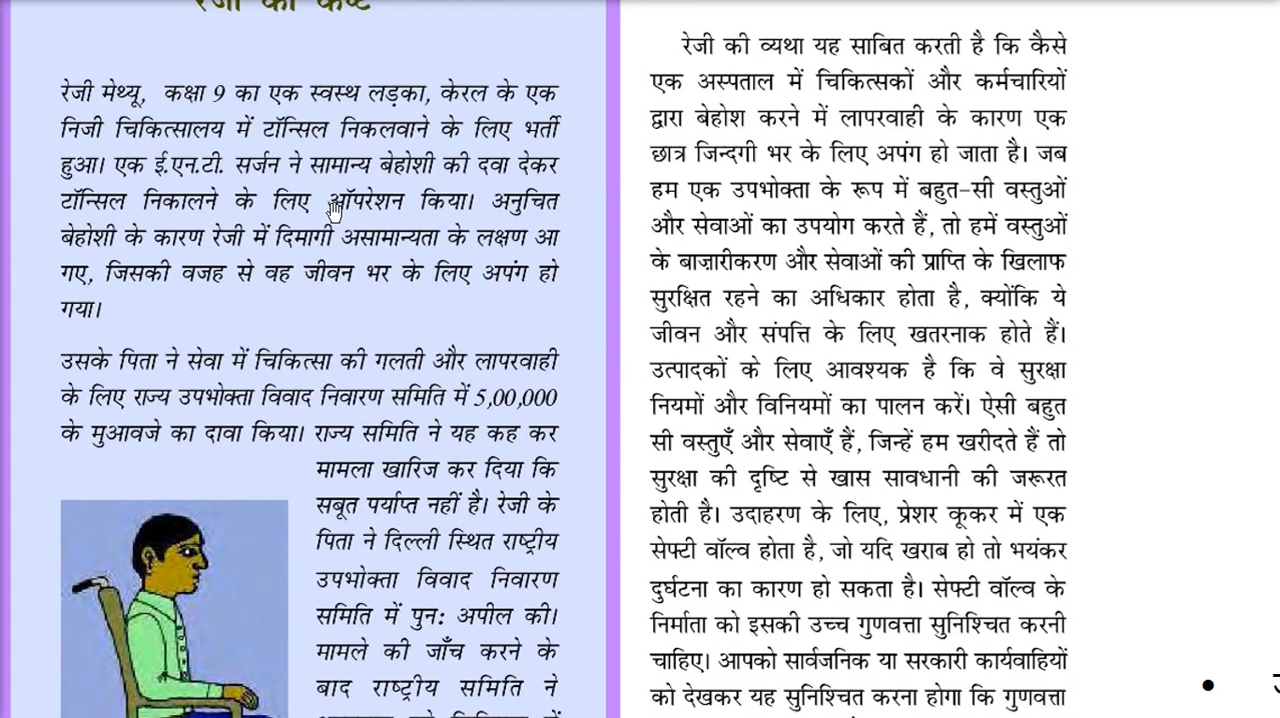 रेजी मेथ्यू, कक्षा 9 का एक स्वस्थ लड़का, केरल के एक
निजी चिकित्सालय में टॉन्सिल निकलवाने के लिए भर्ती
हुआ। एक ई.एन.टी. सर्जन ने सामान्य बेहोशी की दवा देकर
टॉन्सिल निकालने के लिए ऑपरेशन किया। अनुचित
बेहोशी के कारण रेजी में दिमागी असामान्यता के लक्षण आ
गए, जिसकी वजह से वह जीवन भर के लिए अपंग हो
गया।
उसके पिता ने सेवा में चिकित्सा की गलती और लापरवाही
के लिए राज्य उपभोक्ता विवाद निवारण समिति में 5,00,000
के मुआवजे का दावा किया। राज्य समिति ने यह कह कर
मामला खारिज कर दिया कि
सबूत पर्याप्त नहीं है। रेजी के
पिता ने दिल्ली स्थित राष्ट्रीय
उपभोक्ता विवाद निवारण
समिति में पुन: अपील की।
मामले की जाँच करने के
बाद राष्ट्रीय समिति ने
रेजी की व्यथा यह साबित करती है कि कैसे
एक अस्पताल में चिकित्सकों और कर्मचारियों
द्वारा बेहोश करने में लापरवाही के कारण एक
छात्र जिन्दगी भर के लिए अपंग हो जाता है। जब
हम एक उपभोक्ता के रूप में बहुत-सी वस्तुओं
और सेवाओं का उपयोग करते हैं, तो हमें वस्तुओं
के बाज़ारीकरण और सेवाओं की प्राप्ति के खिलाफ
सुरक्षित रहने का अधिकार होता है, क्योंकि ये
जीवन और संपत्ति के लिए खतरनाक होते हैं।
उत्पादकों के लिए आवश्यक है कि वे सुरक्षा
नियमों और विनियमों का पालन करें। ऐसी बहुत
सी वस्तुएँ और सेवाएँ हैं, जिन्हें हम खरीदते हैं तो
सुरक्षा की दृष्टि से खास सावधानी की जरूरत
होती है। उदाहरण के लिए, प्रेशर कूकर में एक
सेफ्टी वॉल्व होता है, जो यदि खराब हो तो भयंकर
दुर्घटना का कारण हो सकता है। सेफ्टी वॉल्व के
निर्माता को इसकी उच्च गुणवत्ता सुनिश्चित करनी
चाहिए। आपको सार्वजनिक या सरकारी कार्यवाहियों
को देखकर यह सुनिश्चित करना होगा कि गुणवत्ता